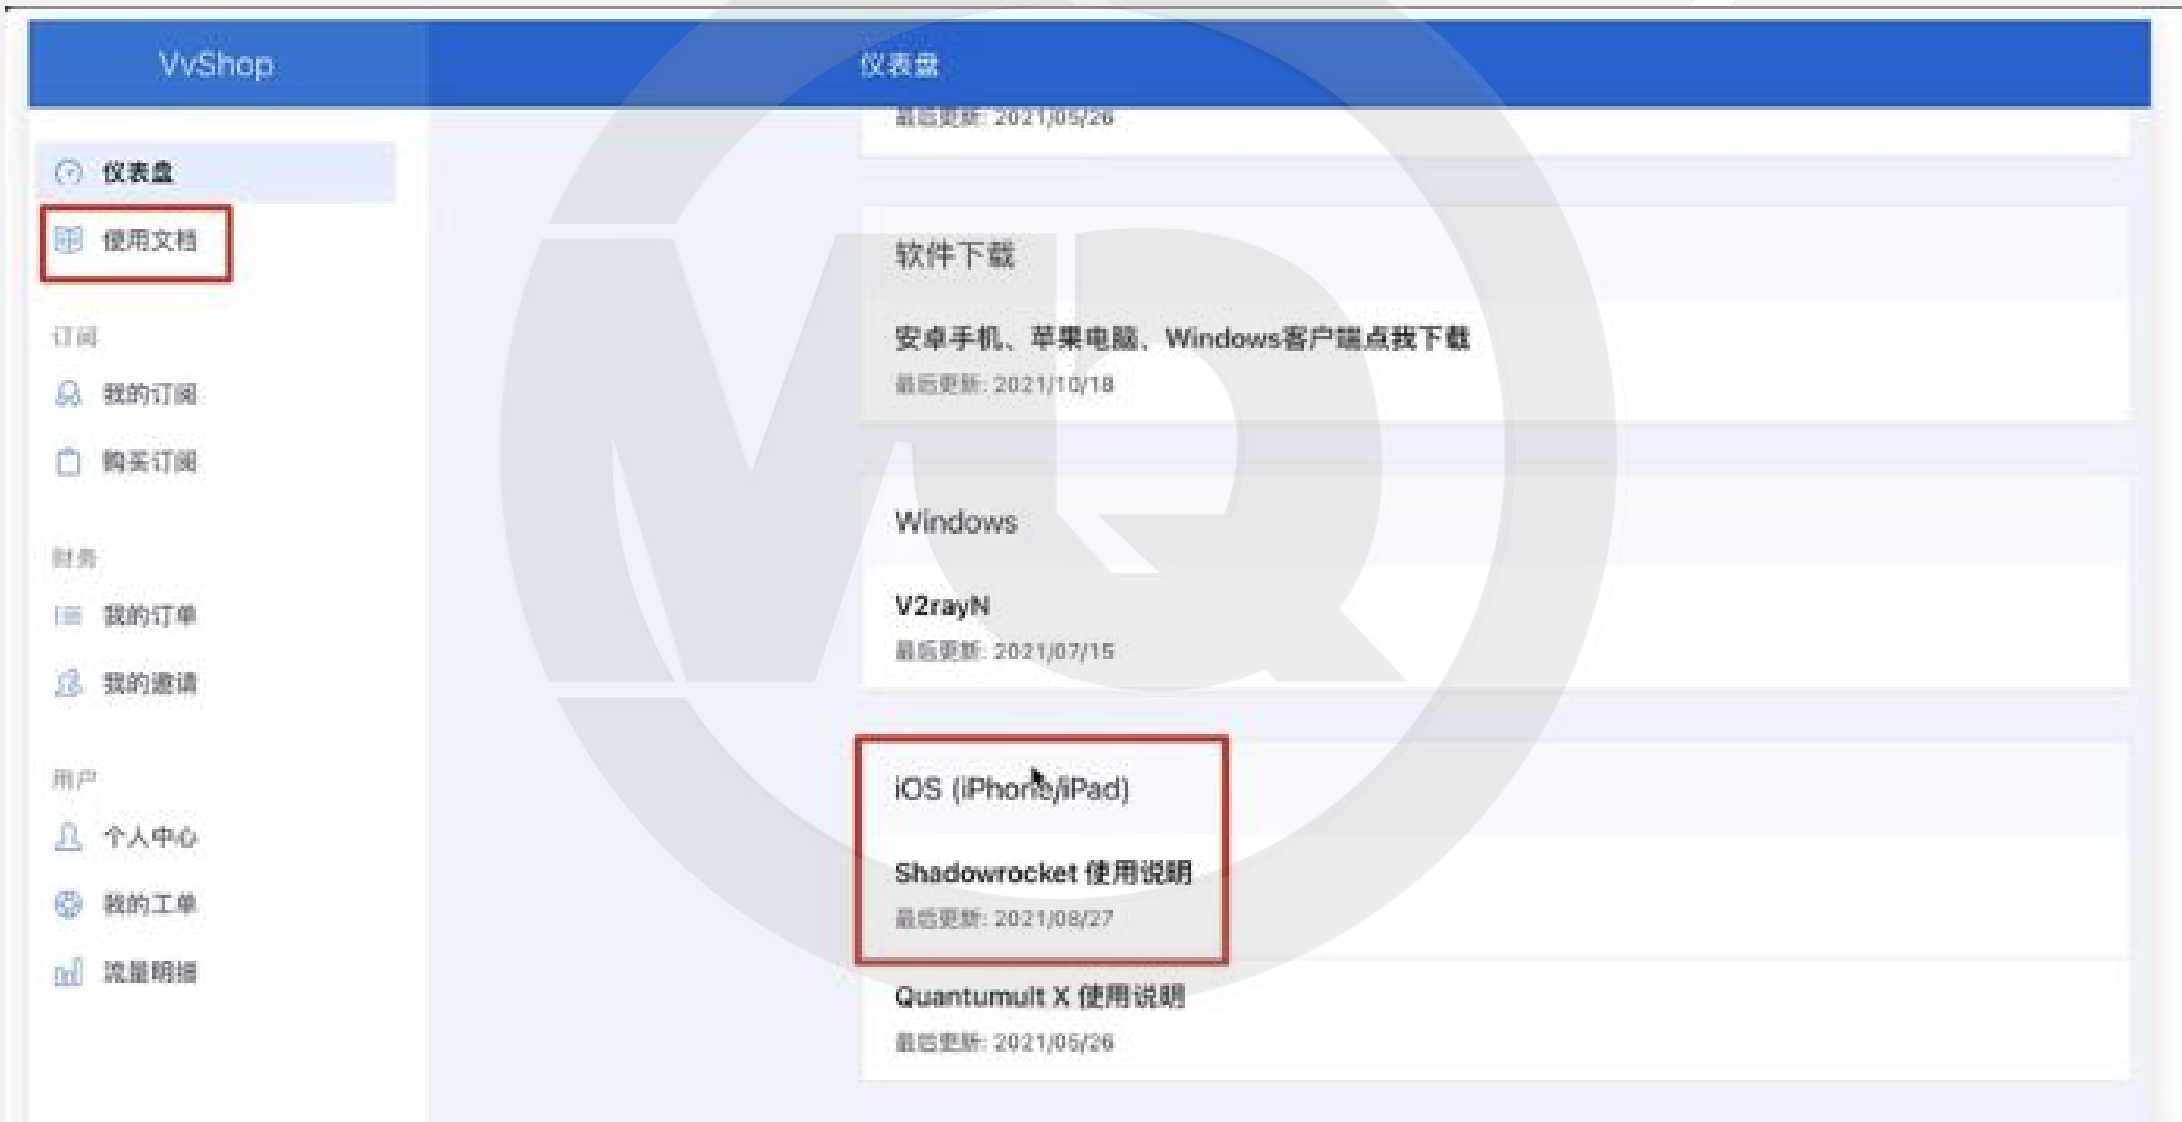 VvShop
仪表盘
最后更新: 2021/05/26
仪表盘
使用文档
订阅
我的订阅
购买订阅
财务
我的订单
我的邀请
用户
个人中心
我的工单
流量明细
软件下载
安卓手机、苹果电脑、Windows客户端点我下载
最后更新: 2021/10/18
Windows
V2rayN
最后更新: 2021/07/15
iOS (iPhone/iPad)
Shadowrocket 使用说明
最后更新: 2021/08/27
Quantumult X 使用说明
最后更新: 2021/05/26
MQ